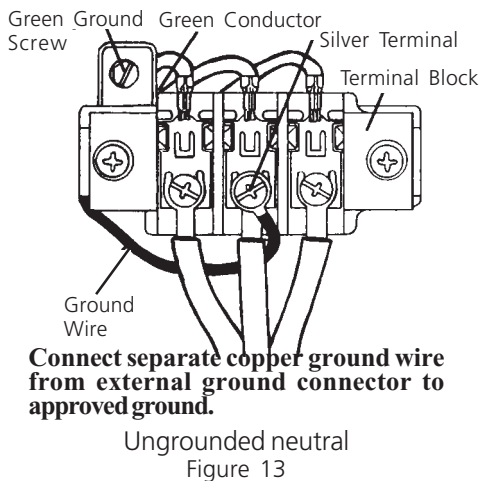 Green Ground Screw
Green Conductor
Silver Terminal
Terminal Block
Ground Wire
Connect separate copper ground wire
from external ground connector to
approved ground.
Ungrounded neutral
Figure 13